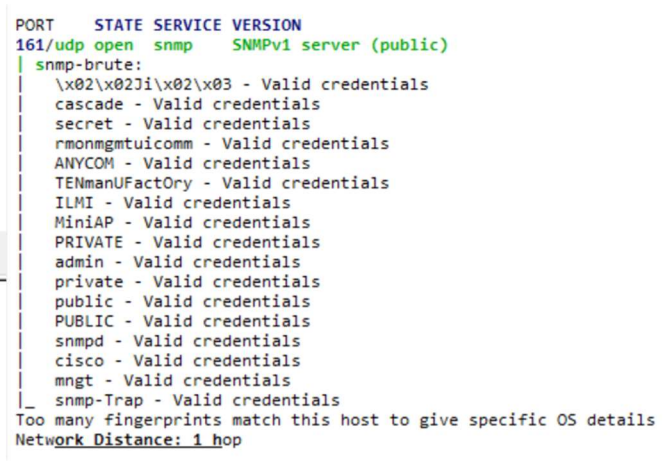 PORT    STATE SERVICE VERSION
161/udp open  snmp    SNMPv1 server (public)
| snmp-brute:
|   \x02\x02Ji\x02\x03 - Valid credentials
|   cascade - Valid credentials
|   secret - Valid credentials
|   rmonmgmtuicomm - Valid credentials
|   ANYCOM - Valid credentials
|   TENmanUFactOry - Valid credentials
|   ILMI - Valid credentials
|   MiniAP - Valid credentials
|   PRIVATE - Valid credentials
|   admin - Valid credentials
|   private - Valid credentials
|   public - Valid credentials
|   PUBLIC - Valid credentials
|   snmpd - Valid credentials
|   cisco - Valid credentials
|   mngt - Valid credentials
|_  snmp-Trap - Valid credentials
Too many fingerprints match this host to give specific OS details
Network Distance: 1 hop